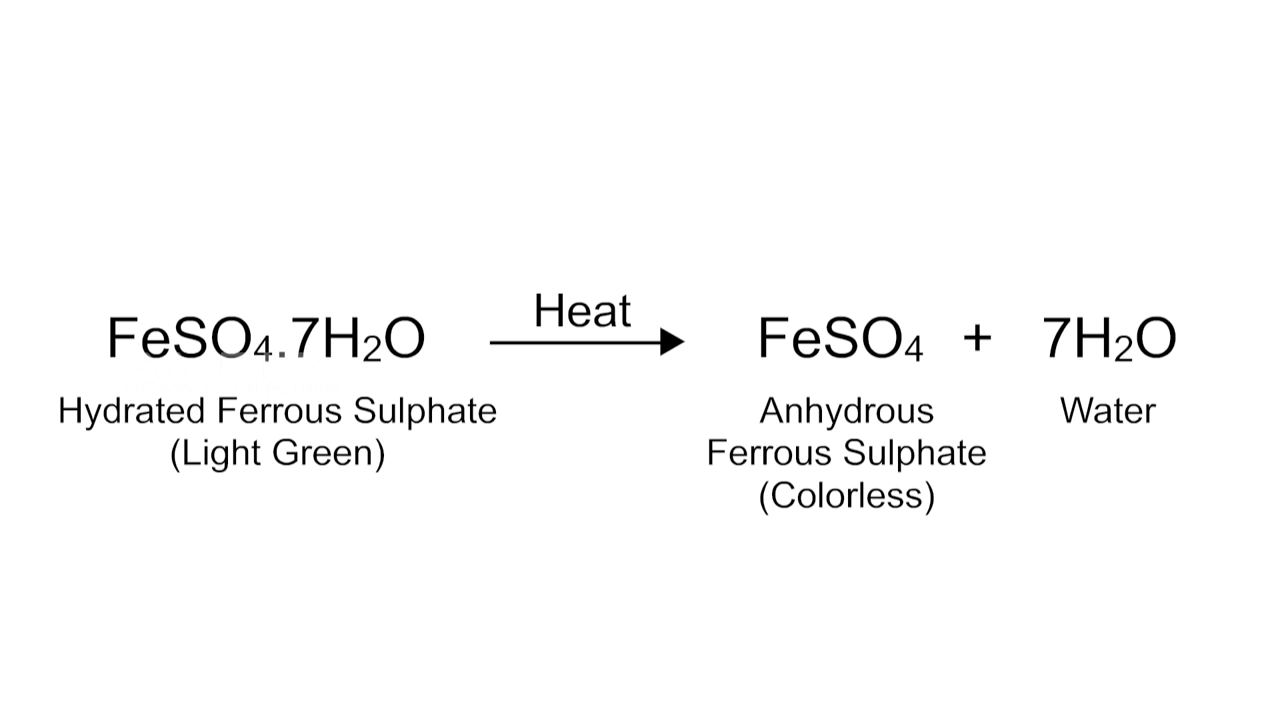 Heat
FeSO₄.7H₂O FeSO₄ + 7H₂O
Hydrated Ferrous Sulphate
(Light Green)
Anhydrous
Ferrous Sulphate
(Colorless)
Water